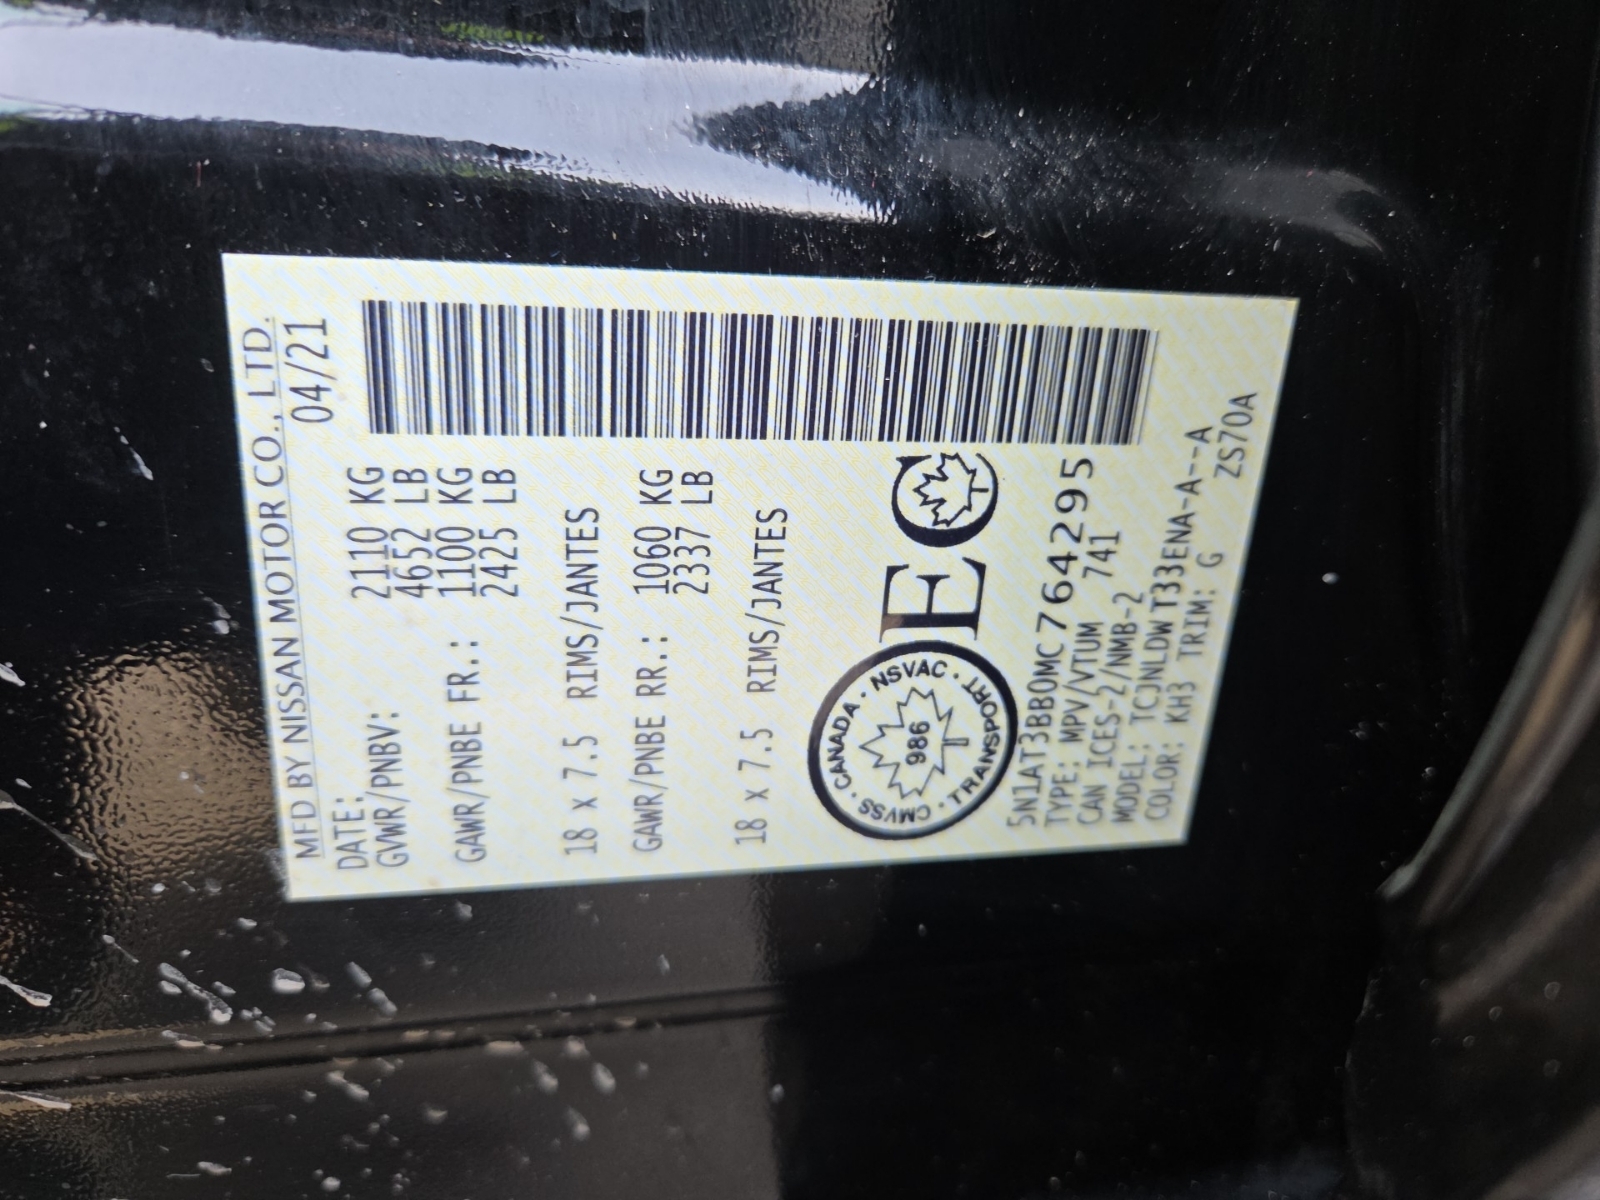 MFD BY NISSAN MOTOR CO., LTD.
DATE: 04/21
GVWR/PNBV: 2110 KG
4652 LB
GAWR/PNBE FR.: 1100 KG
2425 LB
18 x 7.5 RIMS/JANTES
GAWR/PNBE RR.: 1060 KG
2337 LB
18 x 7.5 RIMS/JANTES
CANADA · NSVAC · TRANSPORT · CMVSS ·
986
EC
5N1AT3BB0MC764295
TYPE: MPV/VTUM 741
CAN ICES-2/NMB-2
MODEL: TCJNLDW T33ENA-A--A
COLOR: KH3 TRIM: G ZS70A